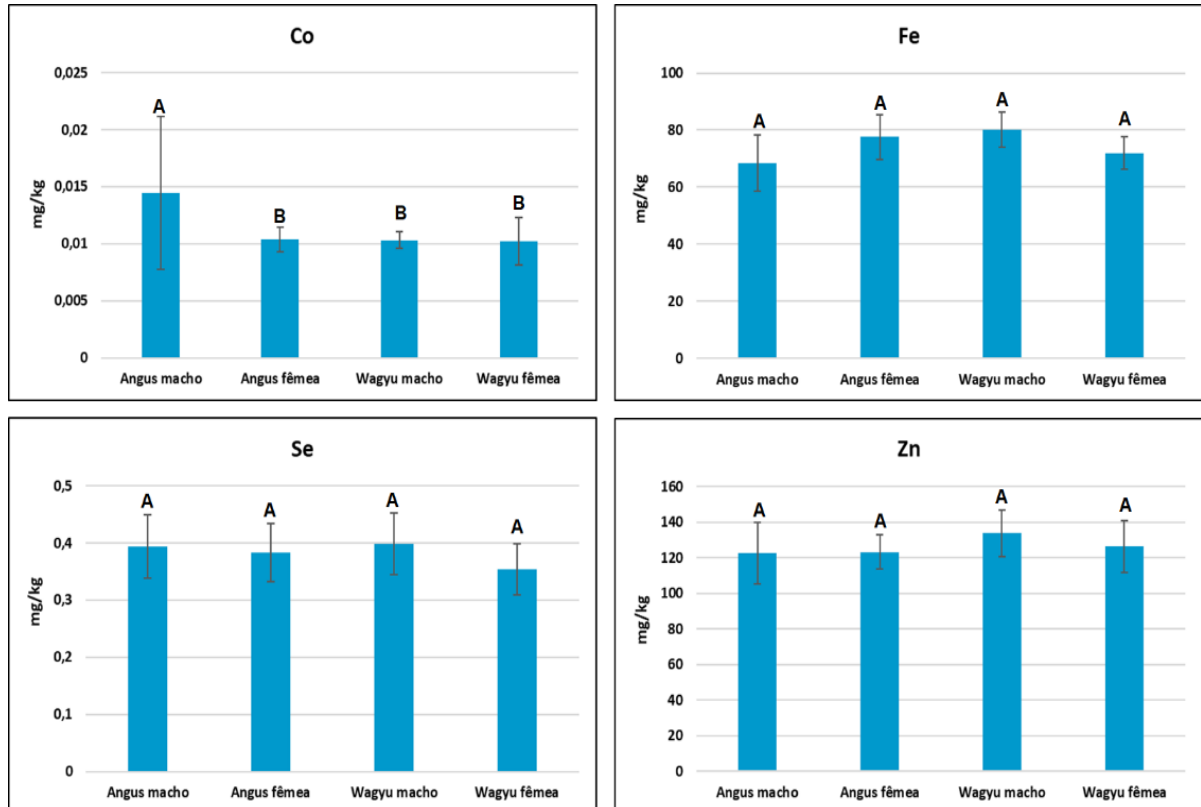 Co
0,025
0,02
0,015
0,01
0,005
0
mg/kg
A
B
B
B
Angus macho Angus fêmea Wagyu macho Wagyu fêmea
Fe
100
80
60
40
20
0
mg/kg
A
A
A
A
Angus macho Angus fêmea Wagyu macho Wagyu fêmea
Se
0,5
0,4
0,3
0,2
0,1
0
mg/kg
A
A
A
A
Angus macho Angus fêmea Wagyu macho Wagyu fêmea
Zn
160
140
120
100
80
60
40
20
0
mg/kg
A
A
A
A
Angus macho Angus fêmea Wagyu macho Wagyu fêmea